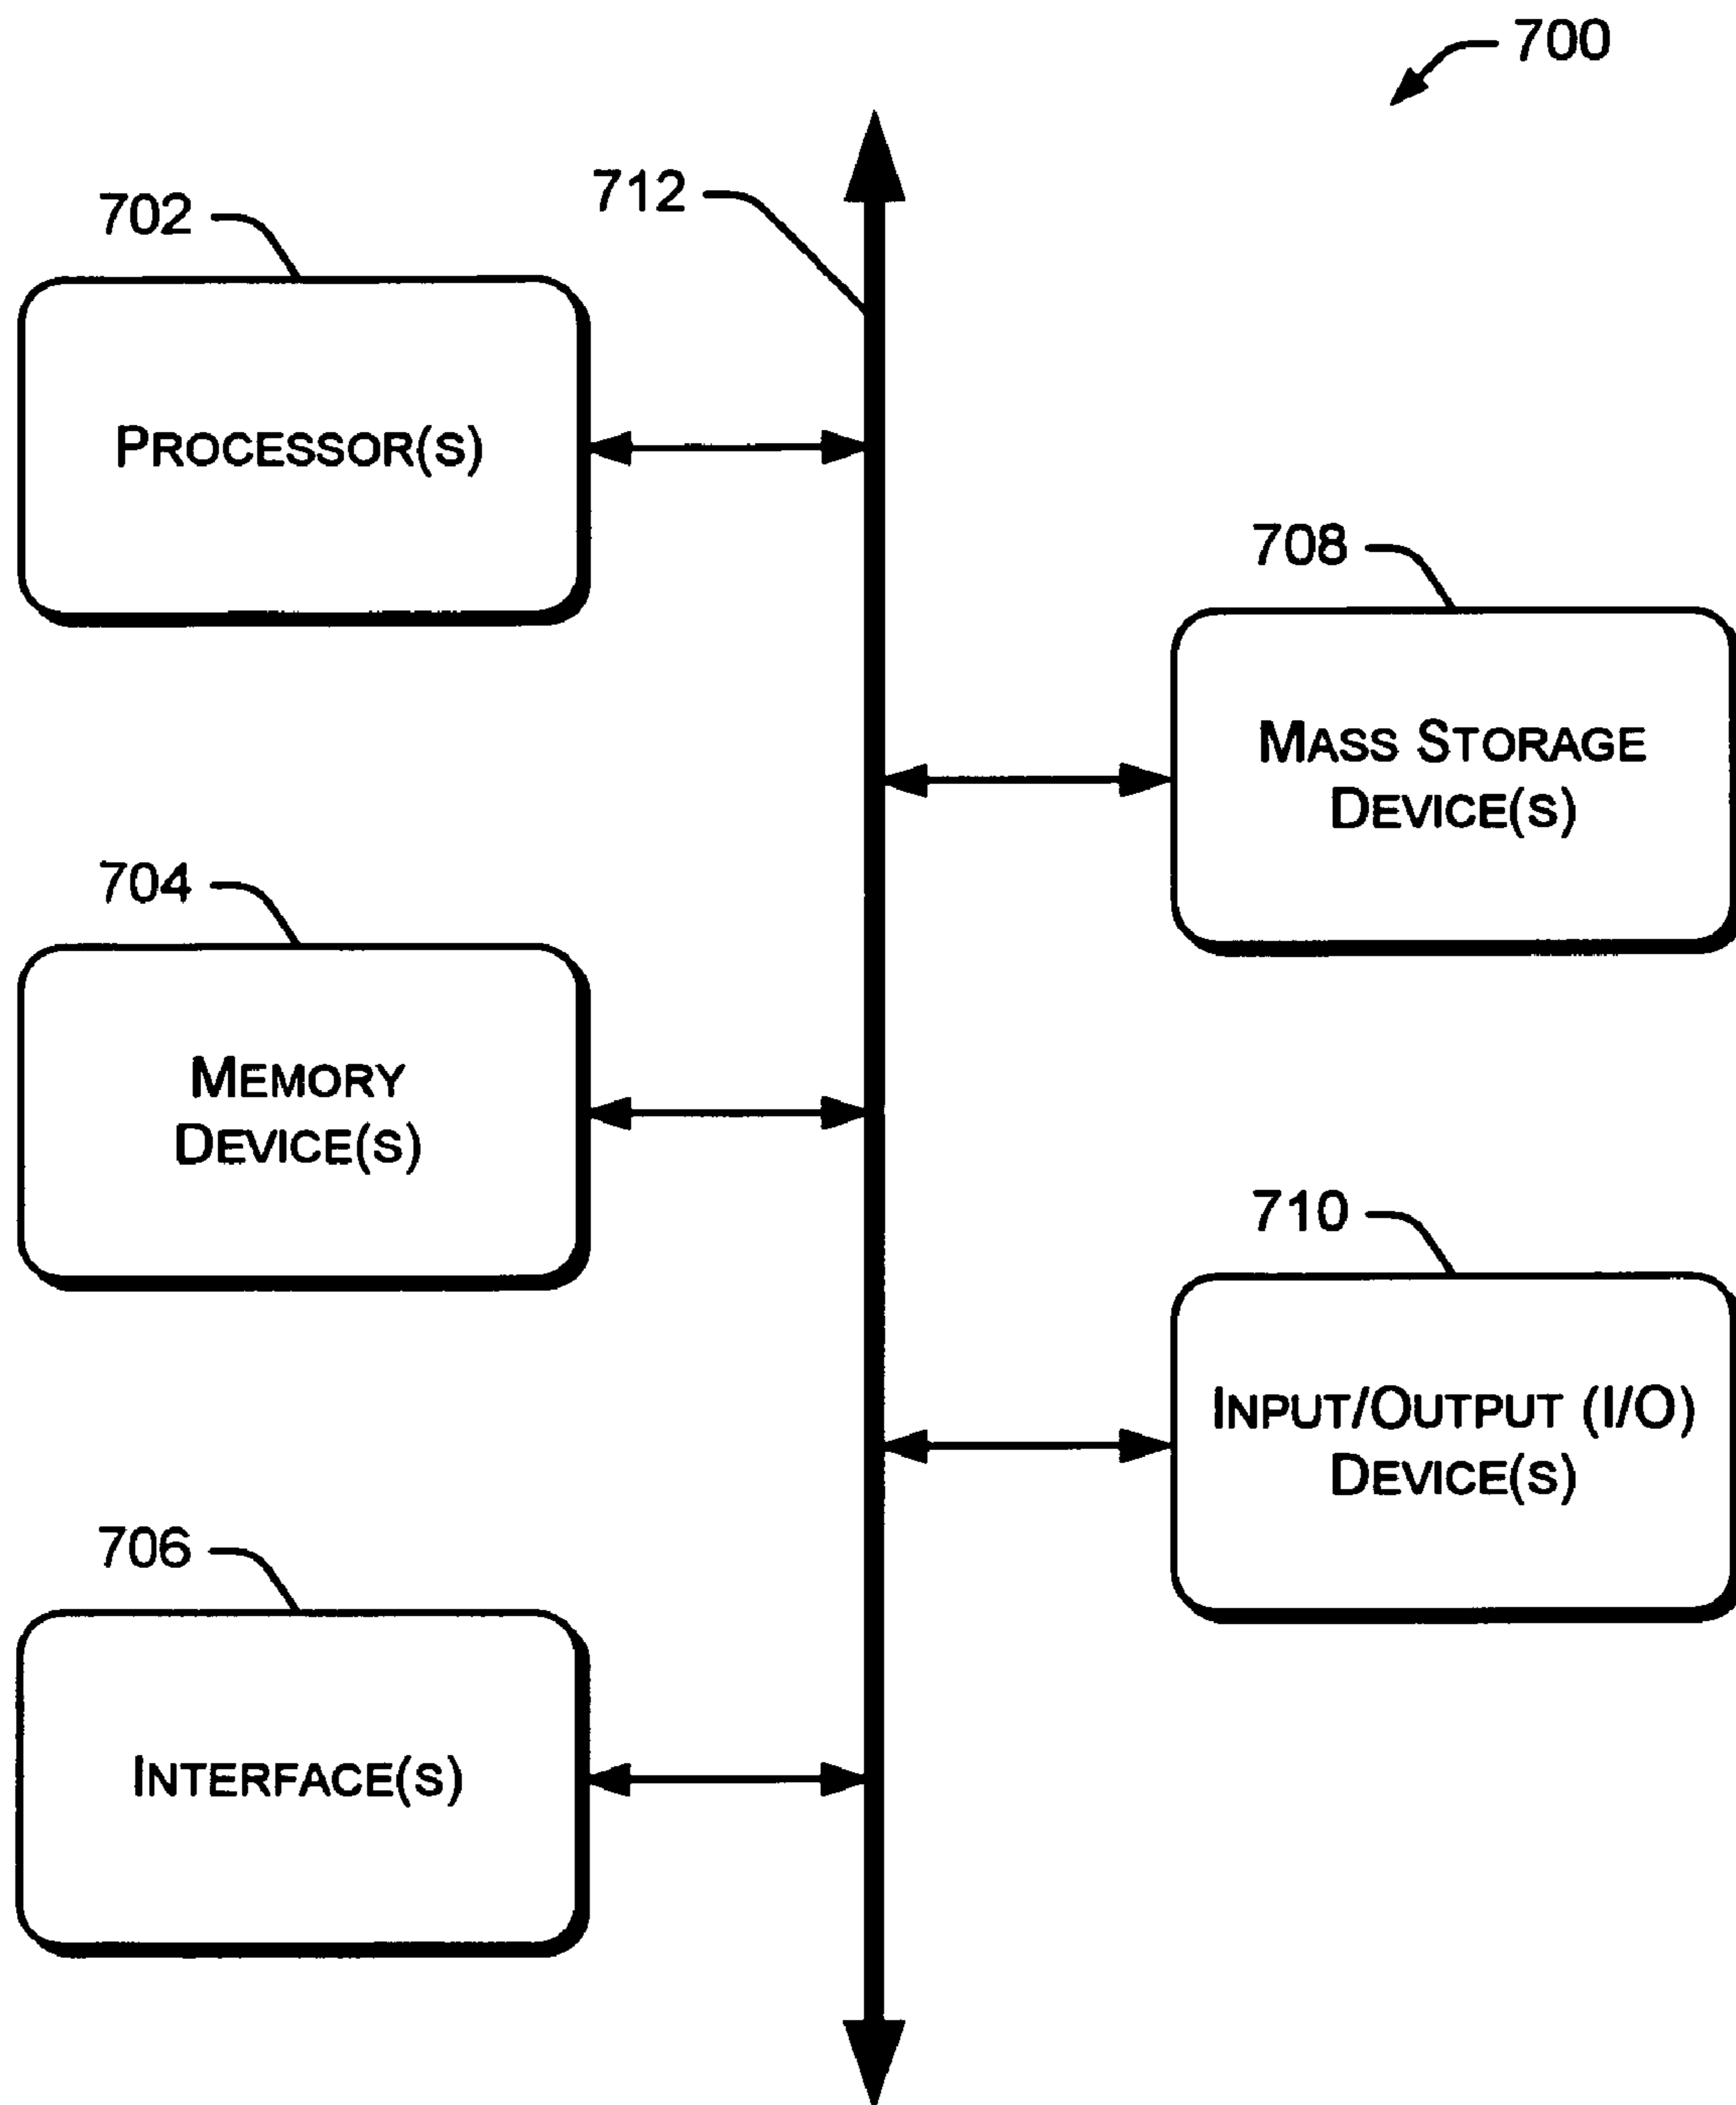 700
712
702
PROCESSOR(S)
708
MASS STORAGE
DEVICE(S)
704
MEMORY
DEVICE(S)
710
INPUT/OUTPUT (I/O)
DEVICE(S)
706
INTERFACE(S)